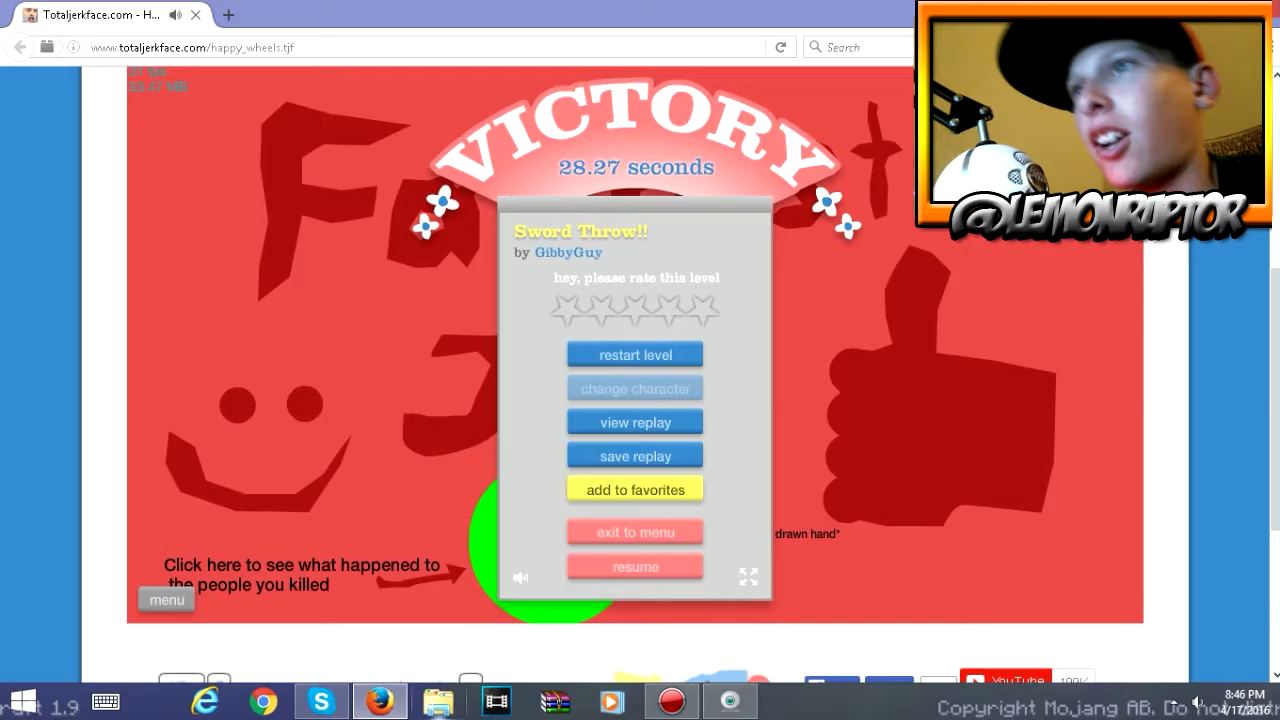 Totaljerkface.com - H...
www.totaljerkface.com/happy_wheels.tjf
Search
VICTORY
28.27 seconds
@LEMONRUPTOR
Sword Throw!!
by GibbyGuy
hey, please rate this level
restart level
change character
view replay
save replay
add to favorites
exit to menu
resume
drawn hand*
Click here to see what happened to
the people you killed
menu
YouTube
8:46 PM
4/17/2016
Copyright Mojang AB. Do not